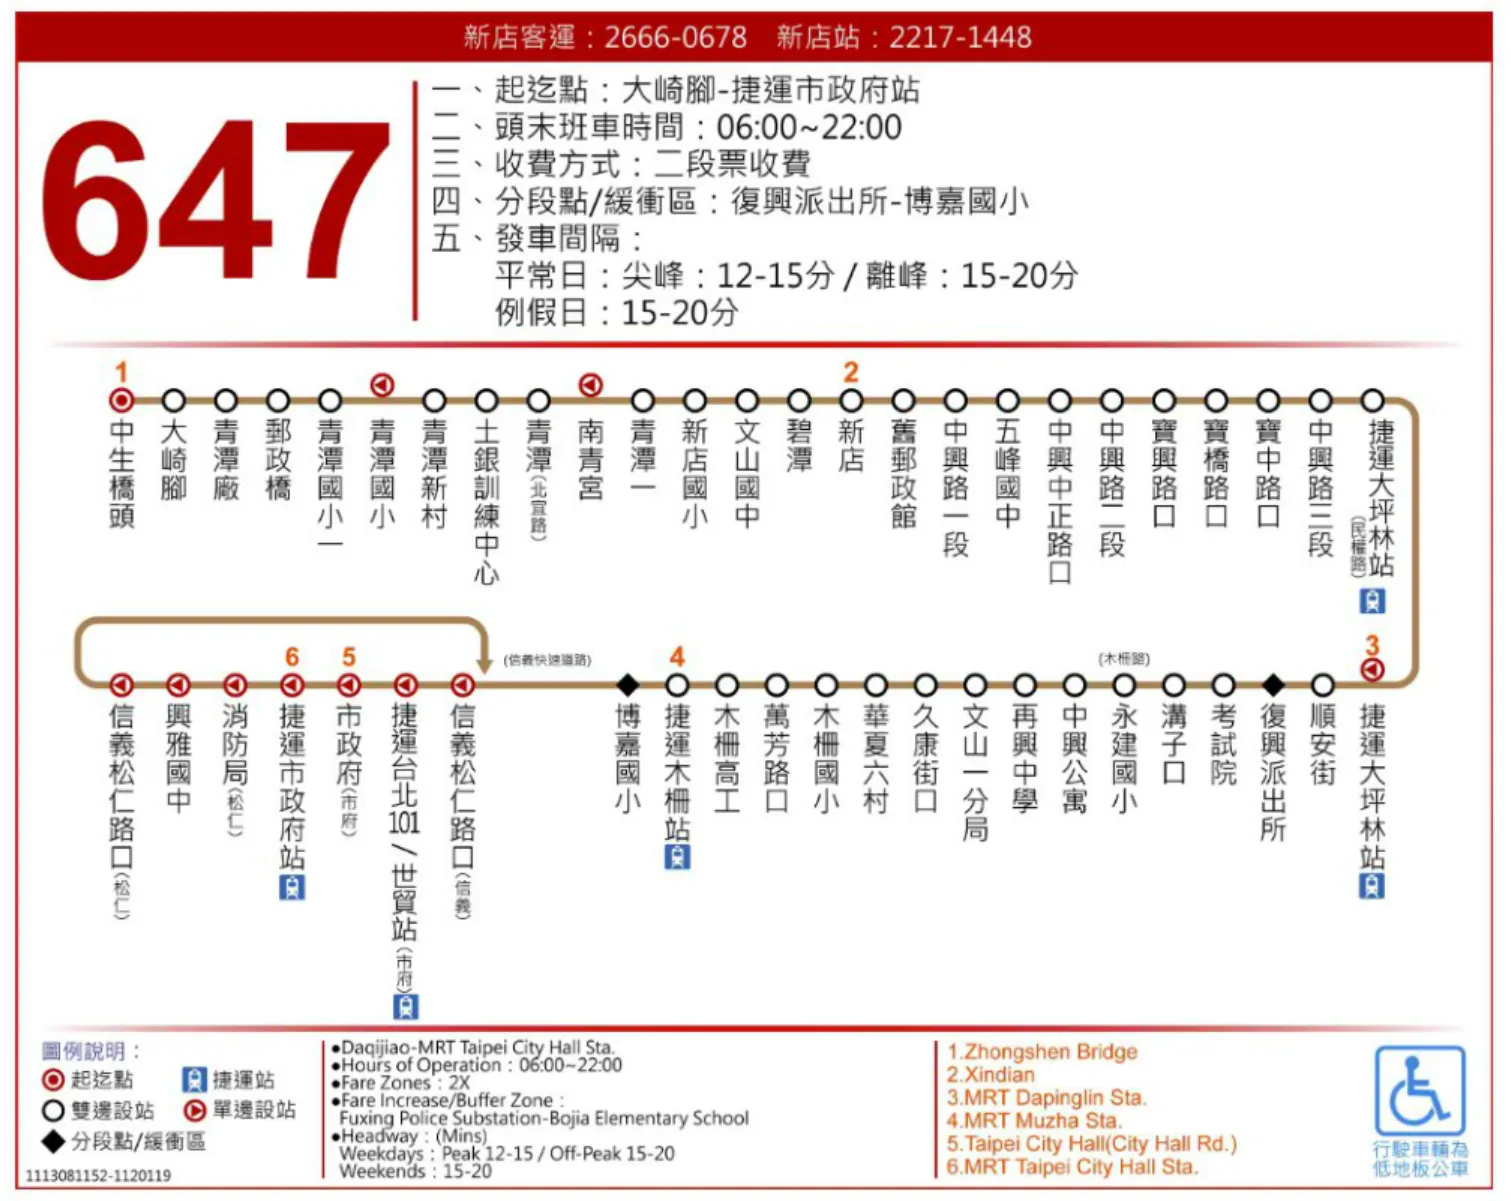 新店客運：2666-0678　新店站：2217-1448
647
一、起迄點：大崎腳-捷運市政府站
二、頭末班車時間：06:00~22:00
三、收費方式：二段票收費
四、分段點/緩衝區：復興派出所-博嘉國小
五、發車間隔：
平常日：尖峰：12-15分 / 離峰：15-20分
例假日：15-20分
1
2
中生橋頭
大崎腳
青潭廠
郵政橋
青潭國小一
青潭國小
青潭新村
土銀訓練中心
青潭(北宜路)
南青宮
青潭一
新店國小
文山國中
碧潭
新店
舊郵政館
中興路一段
五峰國中
中興中正路口
中興路二段
寶興路口
寶橋路口
寶中路口
中興路三段
捷運大坪林站(民權路)
6
5
(信義快速道路)
4
(木柵路)
3
信義松仁路口(松仁)
興雅國中
消防局(松仁)
捷運市政府站
市政府(市府)
捷運台北101/世貿站(市府)
信義松仁路口(信義)
博嘉國小
捷運木柵站
木柵高工
萬芳路口
木柵國小
華夏六村
久康街口
文山一分局
再興中學
中興公寓
永建國小
溝子口
考試院
復興派出所
順安街
捷運大坪林站
圖例說明：
起迄點
捷運站
雙邊設站
單邊設站
分段點/緩衝區
1113081152-1120119
●Daqijiao-MRT Taipei City Hall Sta.
●Hours of Operation：06:00~22:00
●Fare Zones：2X
●Fare Increase/Buffer Zone：
Fuxing Police Substation-Bojia Elementary School
●Headway：(Mins)
Weekdays：Peak 12-15 / Off-Peak 15-20
Weekends：15-20
1.Zhongshen Bridge
2.Xindian
3.MRT Dapinglin Sta.
4.MRT Muzha Sta.
5.Taipei City Hall(City Hall Rd.)
6.MRT Taipei City Hall Sta.
行駛車輛為
低地板公車